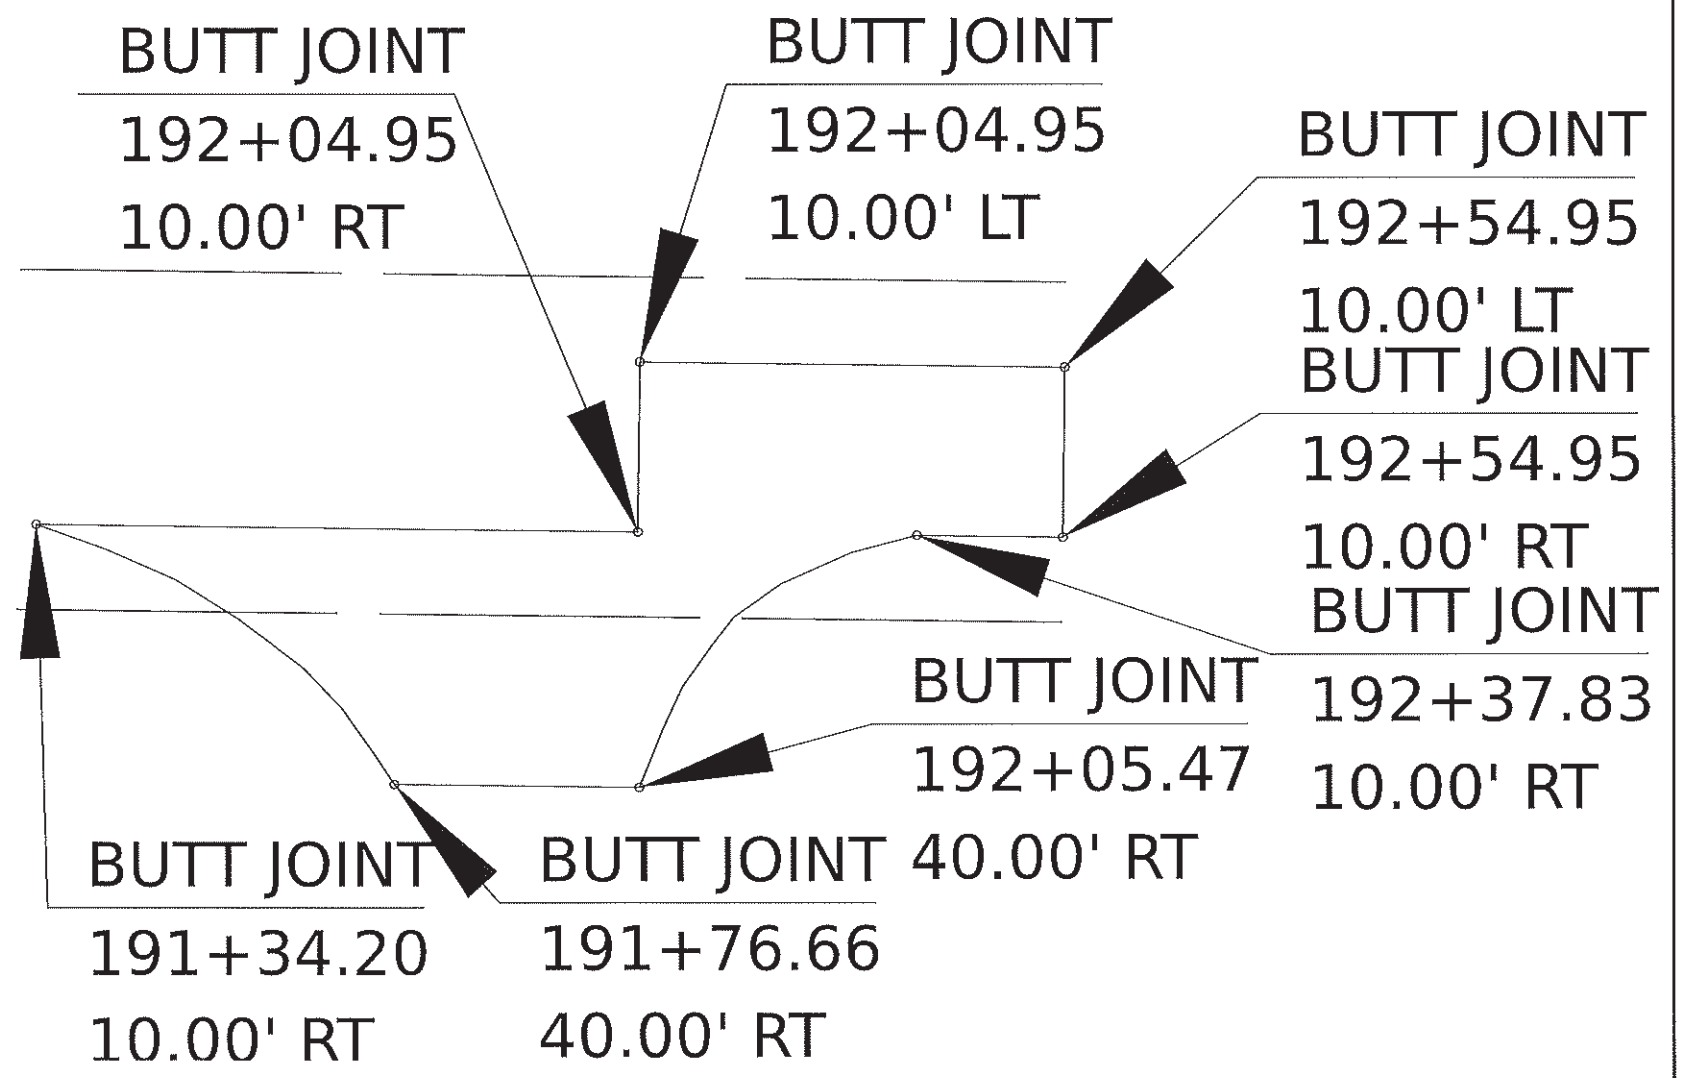 BUTT JOINT
192+04.95
10.00' RT
BUTT JOINT
192+04.95
10.00' LT
BUTT JOINT
192+54.95
10.00' LT
BUTT JOINT
192+54.95
10.00' RT
BUTT JOINT
192+37.83
10.00' RT
BUTT JOINT
192+05.47
40.00' RT
BUTT JOINT
191+34.20
10.00' RT
BUTT JOINT
191+76.66
40.00' RT